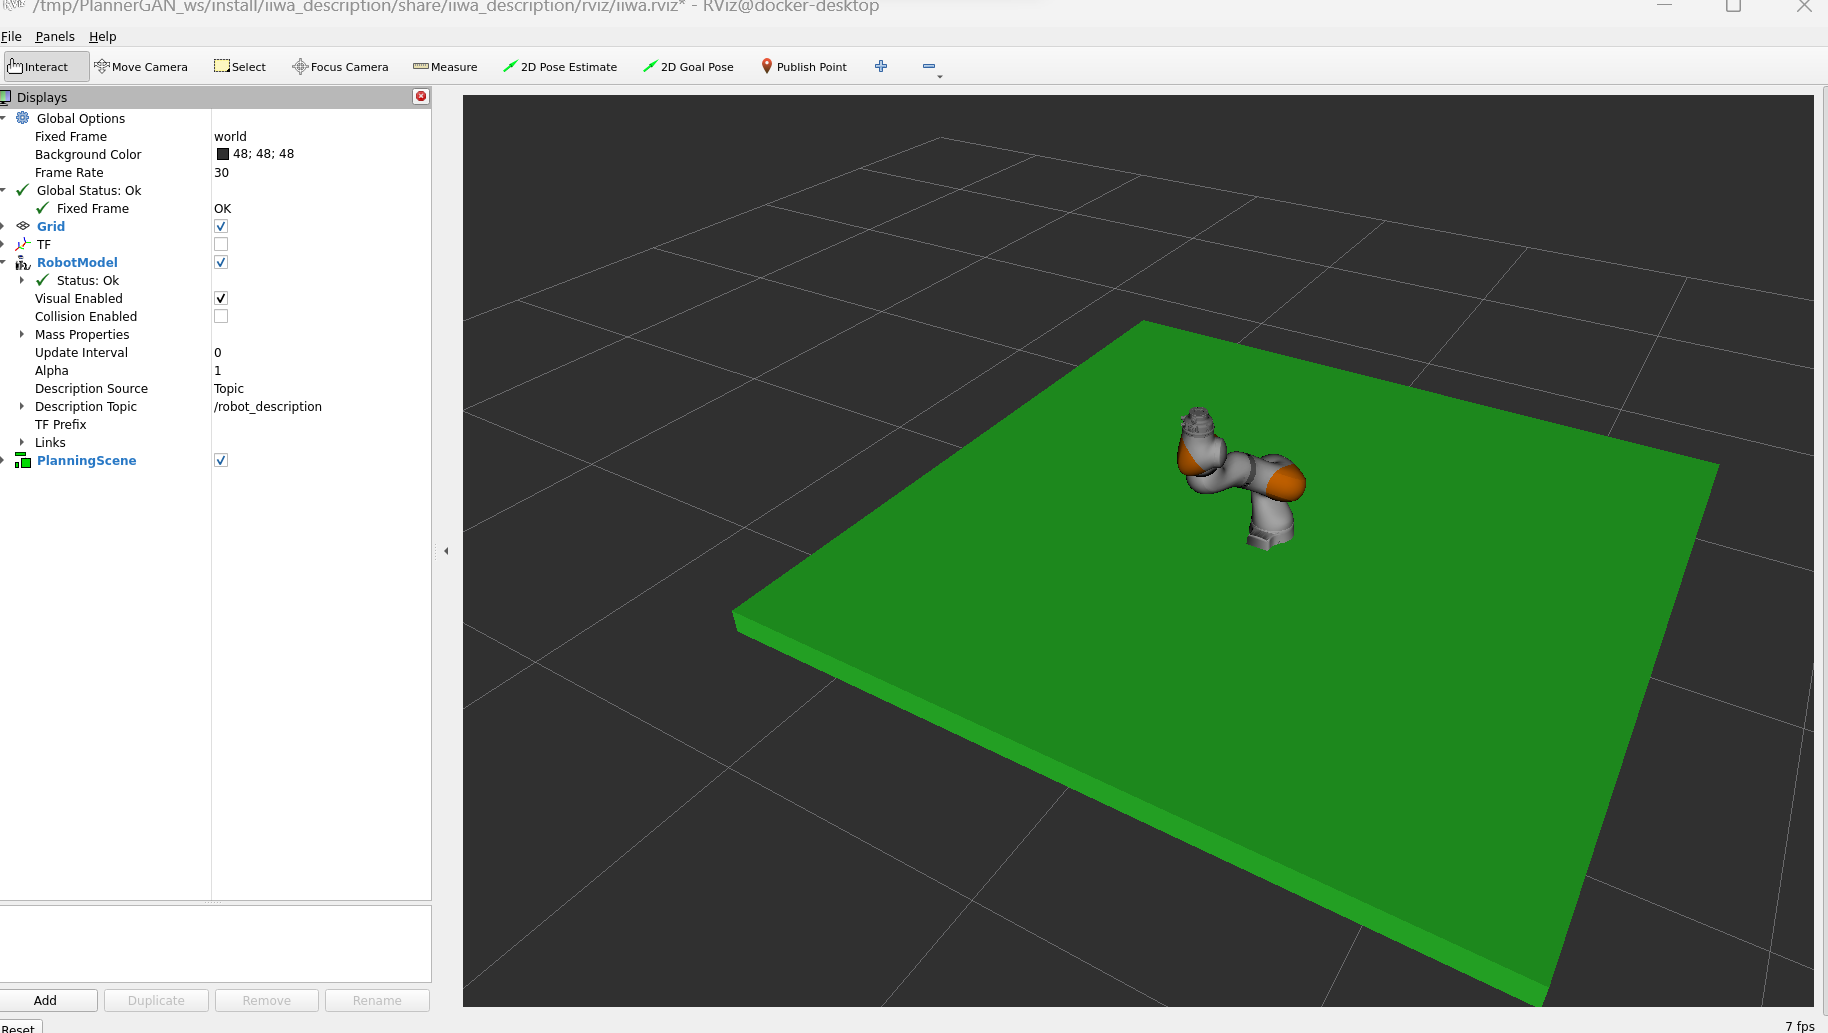 /tmp/PlannerGAN_ws/install/iiwa_description/share/iiwa_description/rviz/iiwa.rviz* - RViz@docker-desktop
File Panels Help
Interact Move Camera Select Focus Camera Measure 2D Pose Estimate 2D Goal Pose Publish Point
Displays
Global Options
Fixed Frame world
Background Color 48; 48; 48
Frame Rate 30
Global Status: Ok
Fixed Frame OK
Grid
TF
RobotModel
Status: Ok
Visual Enabled
Collision Enabled
Mass Properties
Update Interval 0
Alpha 1
Description Source Topic
Description Topic /robot_description
TF Prefix
Links
PlanningScene
Add Duplicate Remove Rename
Reset
7 fps